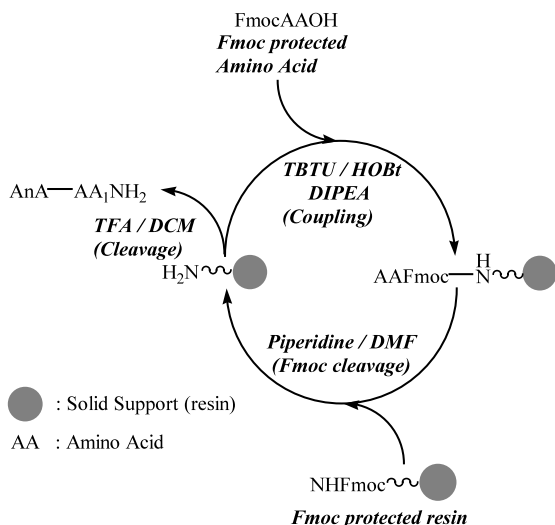 FmocAAOH
Fmoc protected
Amino Acid
TBTU / HOBt
DIPEA
(Coupling)
AnA—AA₁NH₂
TFA / DCM
(Cleavage)
H₂N
H
AAFmoc—N
Piperidine / DMF
(Fmoc cleavage)
: Solid Support (resin)
AA : Amino Acid
NHFmoc
Fmoc protected resin